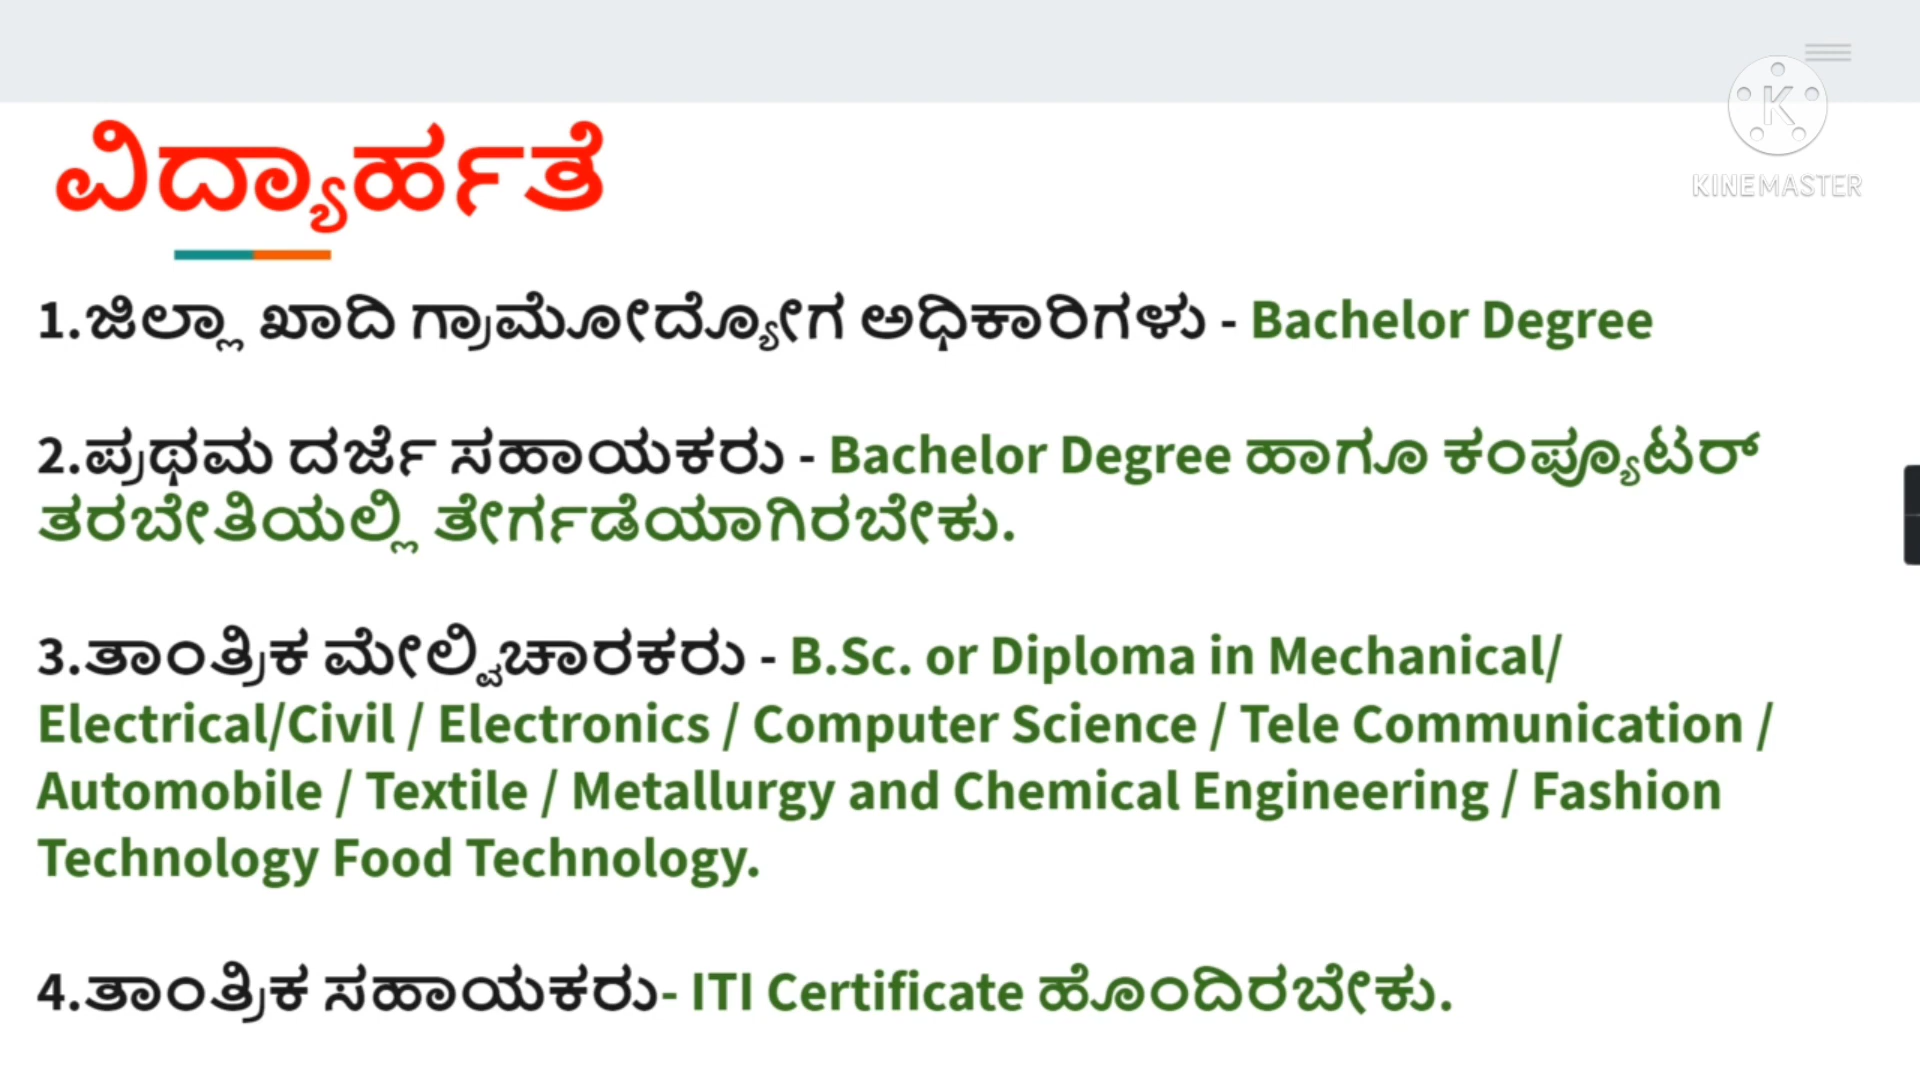 K
KINEMASTER
ವಿದ್ಯಾರ್ಹತೆ
1.ಜಿಲ್ಲಾ ಖಾದಿ ಗ್ರಾಮೋದ್ಯೋಗ ಅಧಿಕಾರಿಗಳು - Bachelor Degree
2.ಪ್ರಥಮ ದರ್ಜೆ ಸಹಾಯಕರು - Bachelor Degree ಹಾಗೂ ಕಂಪ್ಯೂಟರ್
ತರಬೇತಿಯಲ್ಲಿ ತೇರ್ಗಡೆಯಾಗಿರಬೇಕು.
3.ತಾಂತ್ರಿಕ ಮೇಲ್ವಿಚಾರಕರು - B.Sc. or Diploma in Mechanical/
Electrical/Civil / Electronics / Computer Science / Tele Communication /
Automobile / Textile / Metallurgy and Chemical Engineering / Fashion
Technology Food Technology.
4.ತಾಂತ್ರಿಕ ಸಹಾಯಕರು- ITI Certificate ಹೊಂದಿರಬೇಕು.